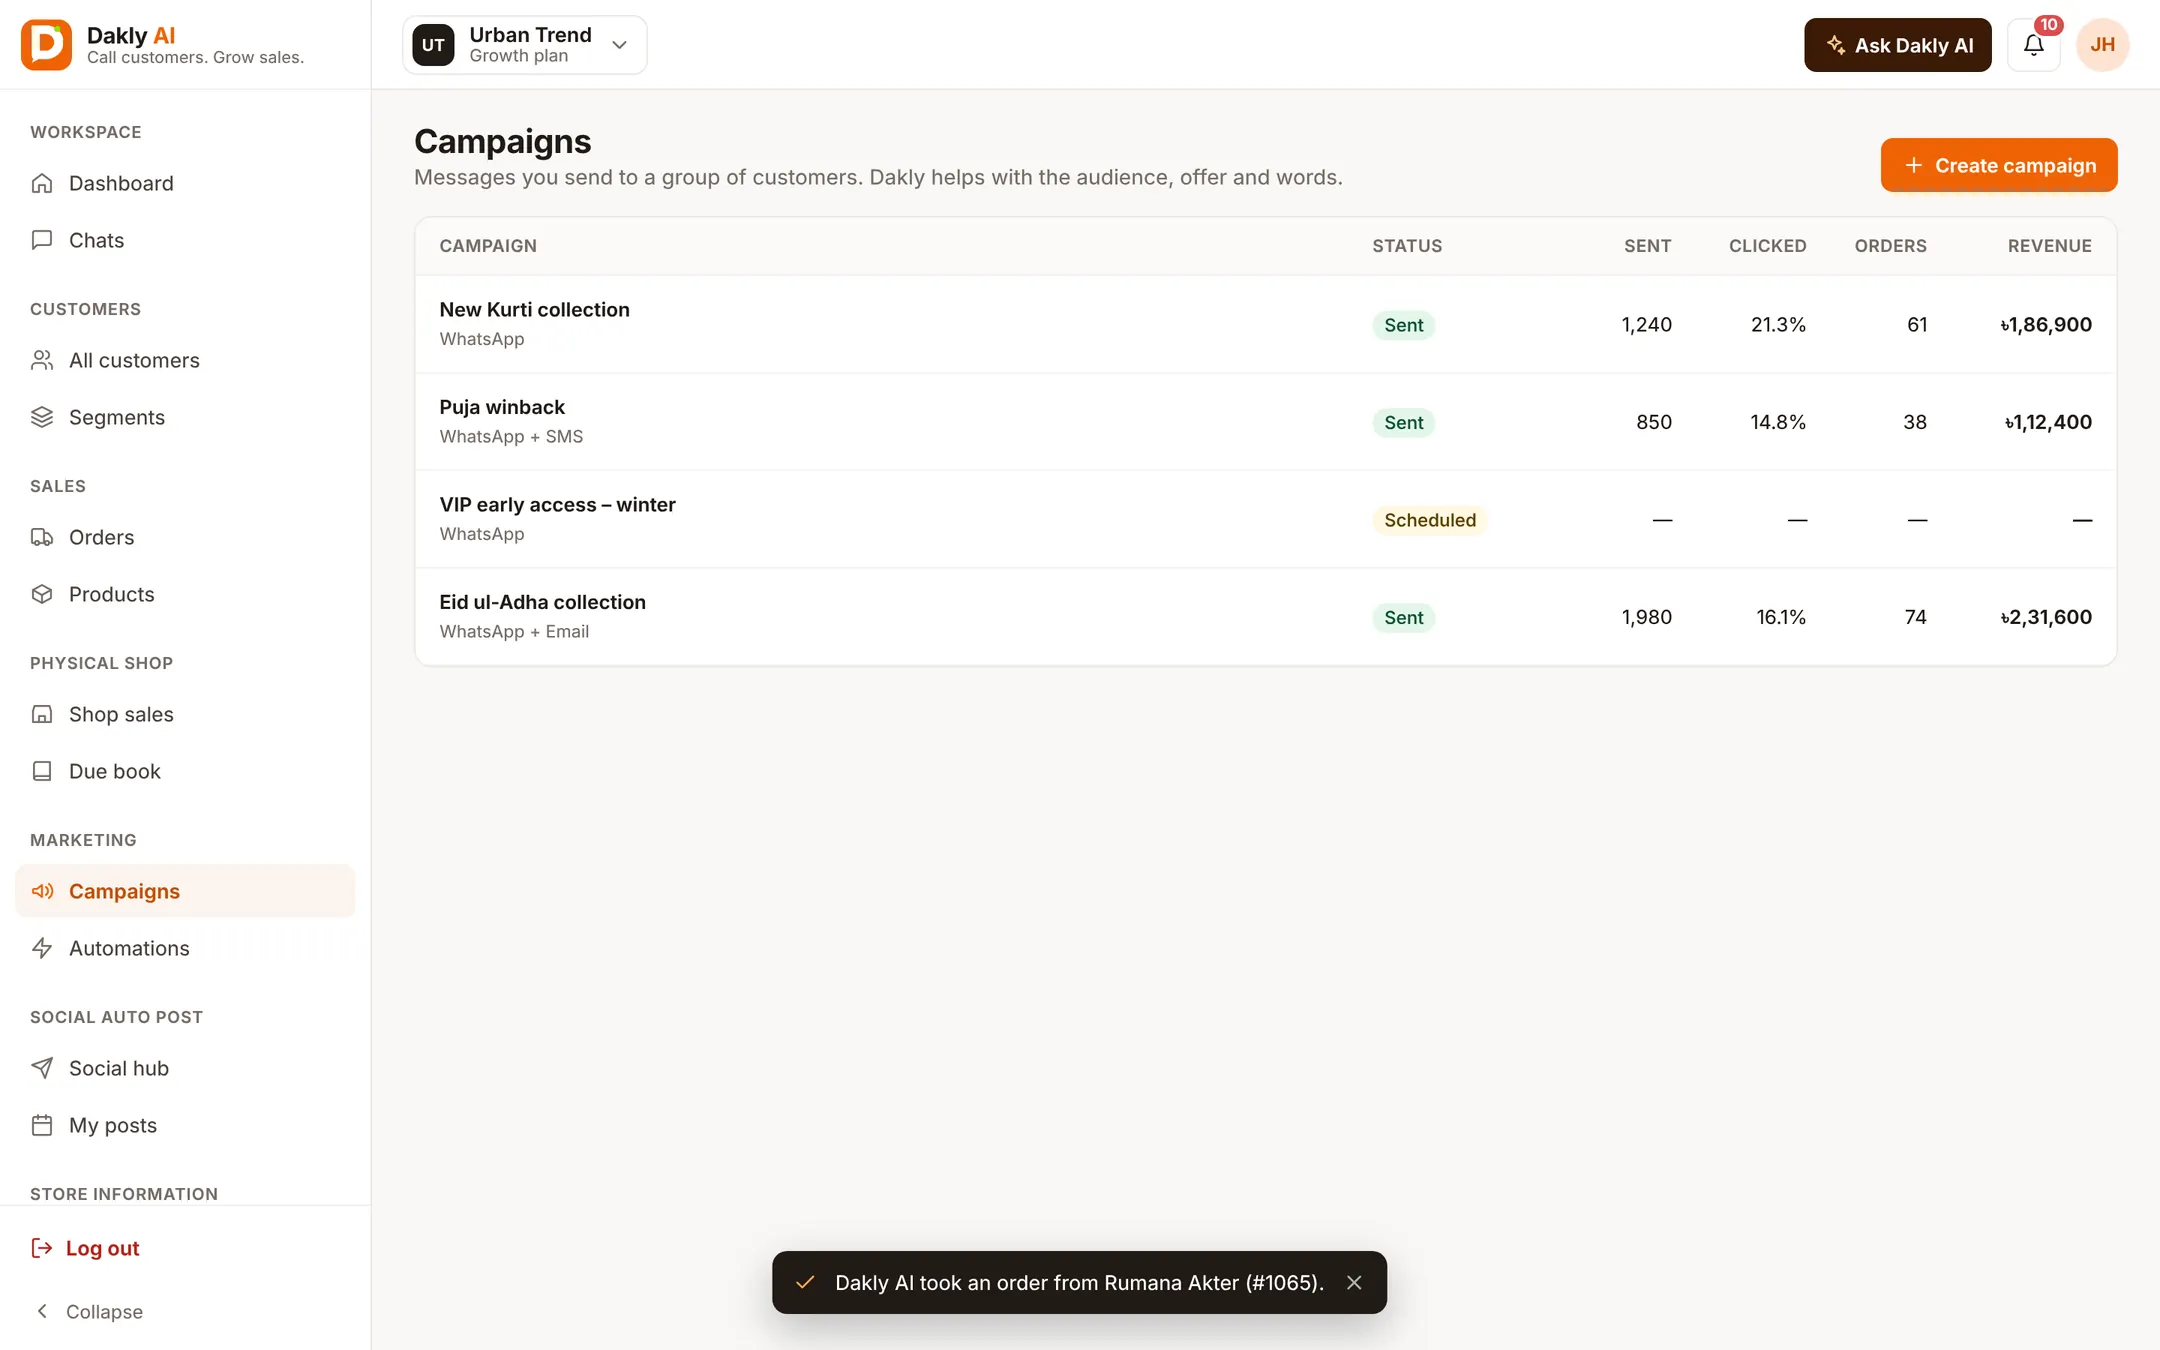 Dakly AI
Call customers. Grow sales.
UT
Urban Trend
Growth plan
Ask Dakly AI
10
JH
WORKSPACE
Dashboard
Chats
CUSTOMERS
All customers
Segments
SALES
Orders
Products
PHYSICAL SHOP
Shop sales
Due book
MARKETING
Campaigns
Automations
SOCIAL AUTO POST
Social hub
My posts
STORE INFORMATION
Log out
Collapse
Campaigns
Messages you send to a group of customers. Dakly helps with the audience, offer and words.
+ Create campaign
CAMPAIGN STATUS SENT CLICKED ORDERS REVENUE
New Kurti collection
WhatsApp
Sent 1,240 21.3% 61 ৳1,86,900
Puja winback
WhatsApp + SMS
Sent 850 14.8% 38 ৳1,12,400
VIP early access – winter
WhatsApp
Scheduled — — — —
Eid ul-Adha collection
WhatsApp + Email
Sent 1,980 16.1% 74 ৳2,31,600
Dakly AI took an order from Rumana Akter (#1065).